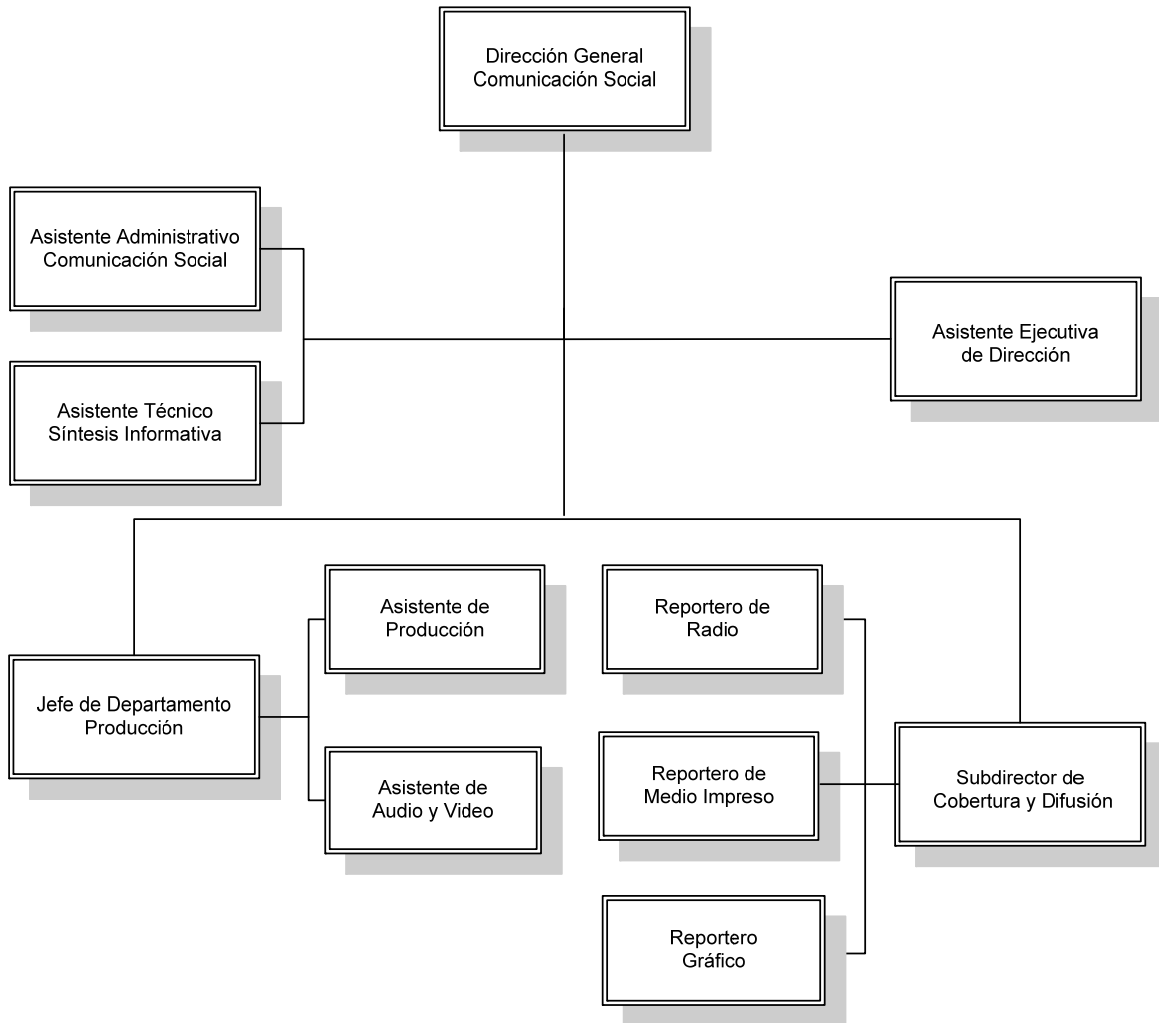 Dirección General
Comunicación Social
Asistente Administrativo
Comunicación Social
Asistente Ejecutiva
de Dirección
Asistente Técnico
Síntesis Informativa
Asistente de
Producción
Reportero de
Radio
Jefe de Departamento
Producción
Asistente de
Audio y Video
Reportero de
Medio Impreso
Subdirector de
Cobertura y Difusión
Reportero
Gráfico